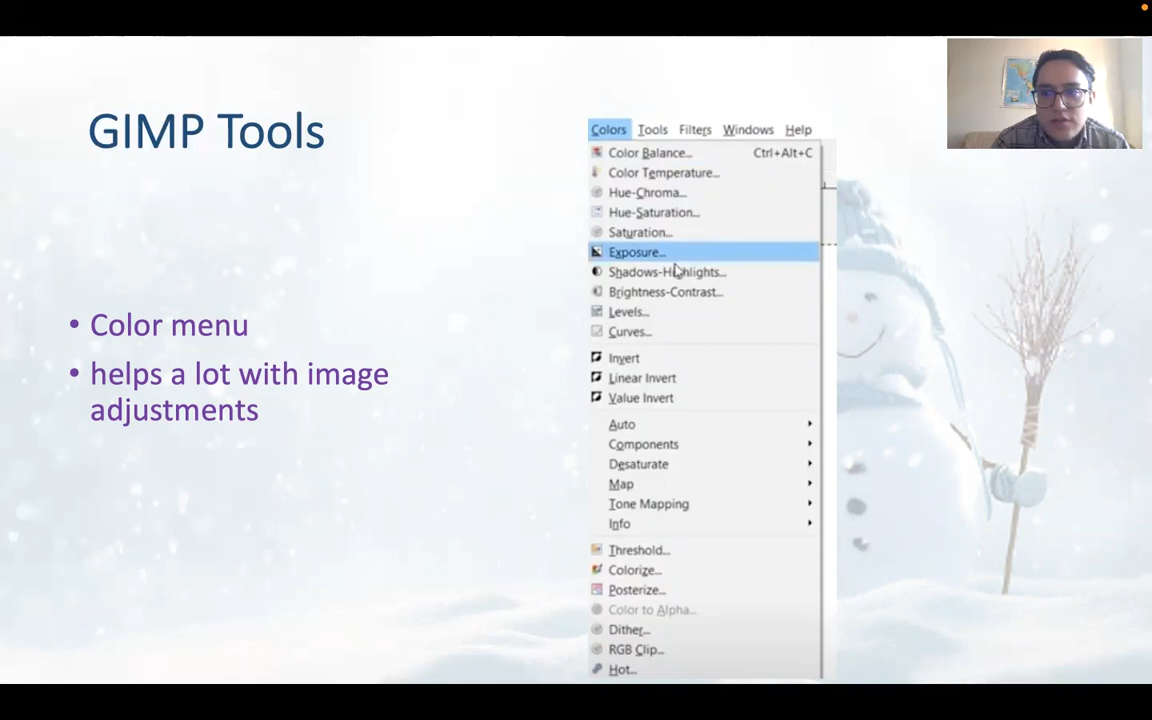 GIMP Tools
• Color menu
• helps a lot with image
adjustments
Colors Tools Filters Windows Help
Color Balance... Ctrl+Alt+C
Color Temperature...
Hue-Chroma...
Hue-Saturation...
Saturation...
Exposure...
Shadows-Highlights...
Brightness-Contrast...
Levels...
Curves...
Invert
Linear Invert
Value Invert
Auto
Components
Desaturate
Map
Tone Mapping
Info
Threshold...
Colorize...
Posterize...
Color to Alpha...
Dither...
RGB Clip...
Hot...